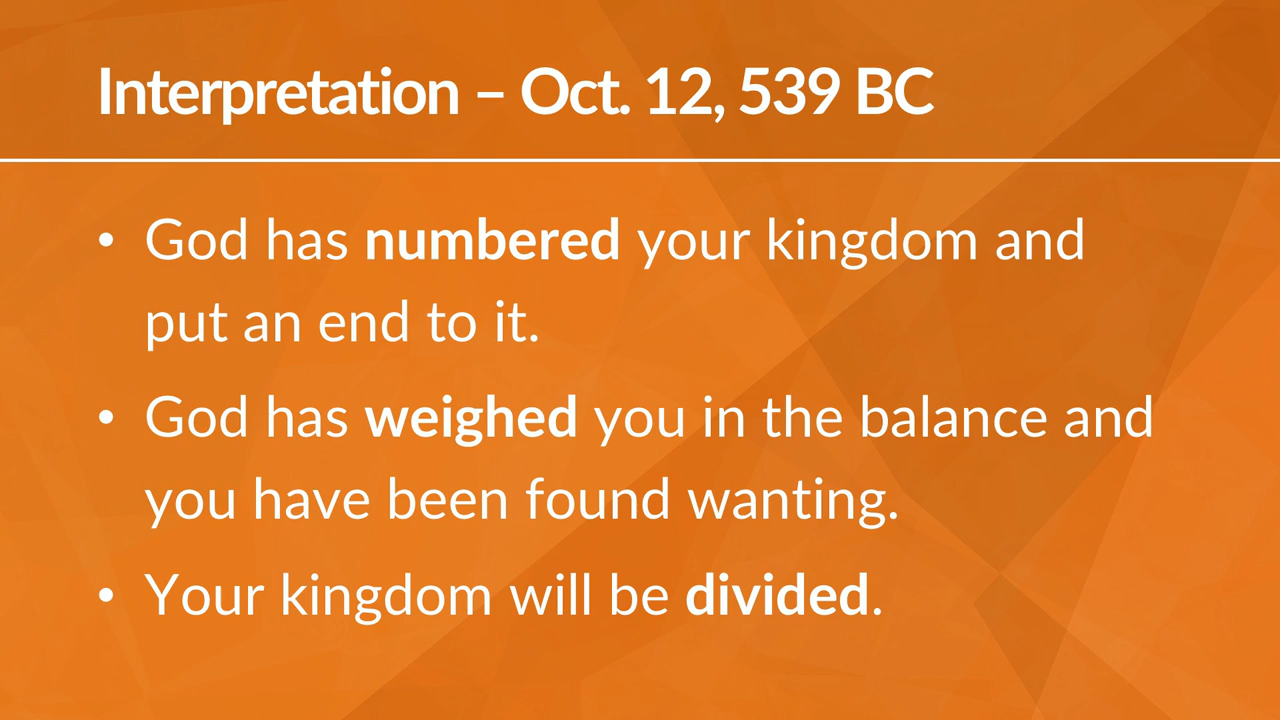 Interpretation – Oct. 12, 539 BC
• God has numbered your kingdom and
put an end to it.
• God has weighed you in the balance and
you have been found wanting.
• Your kingdom will be divided.